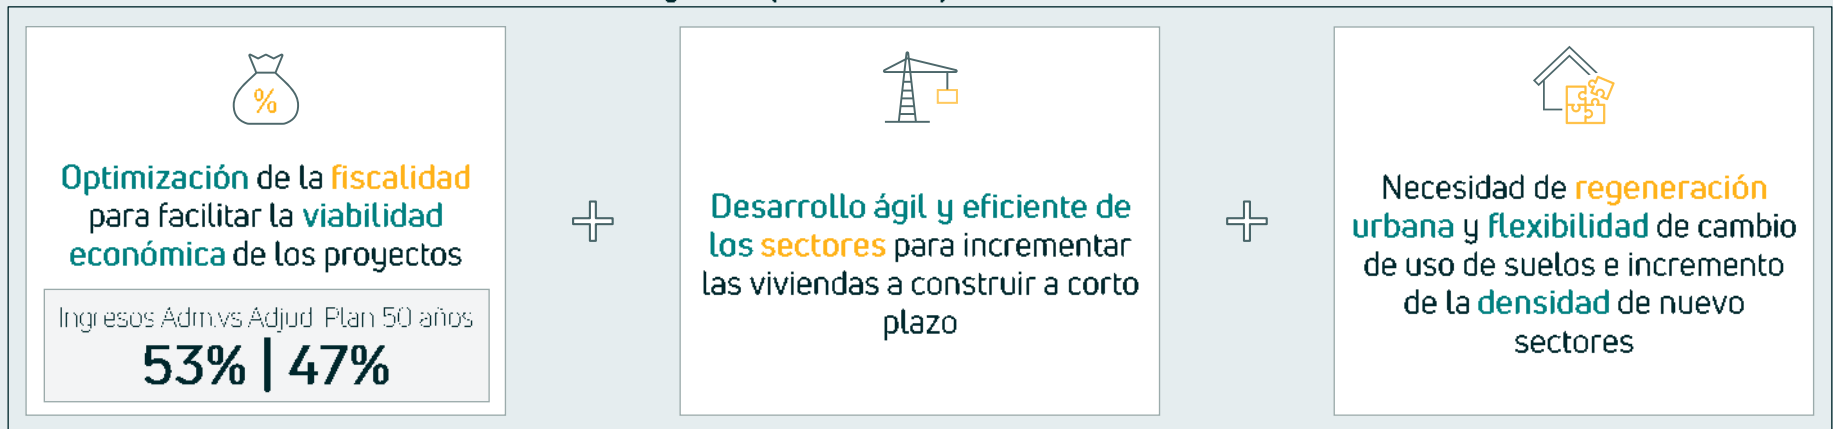 %
Optimización de la fiscalidad
para facilitar la viabilidad
económica de los proyectos
Ingresos Adm.vs Adjud. Plan 50 años
53% | 47%
Desarrollo ágil y eficiente de
los sectores para incrementar
las viviendas a construir a corto
plazo
Necesidad de regeneración
urbana y flexibilidad de cambio
de uso de suelos e incremento
de la densidad de nuevo
sectores